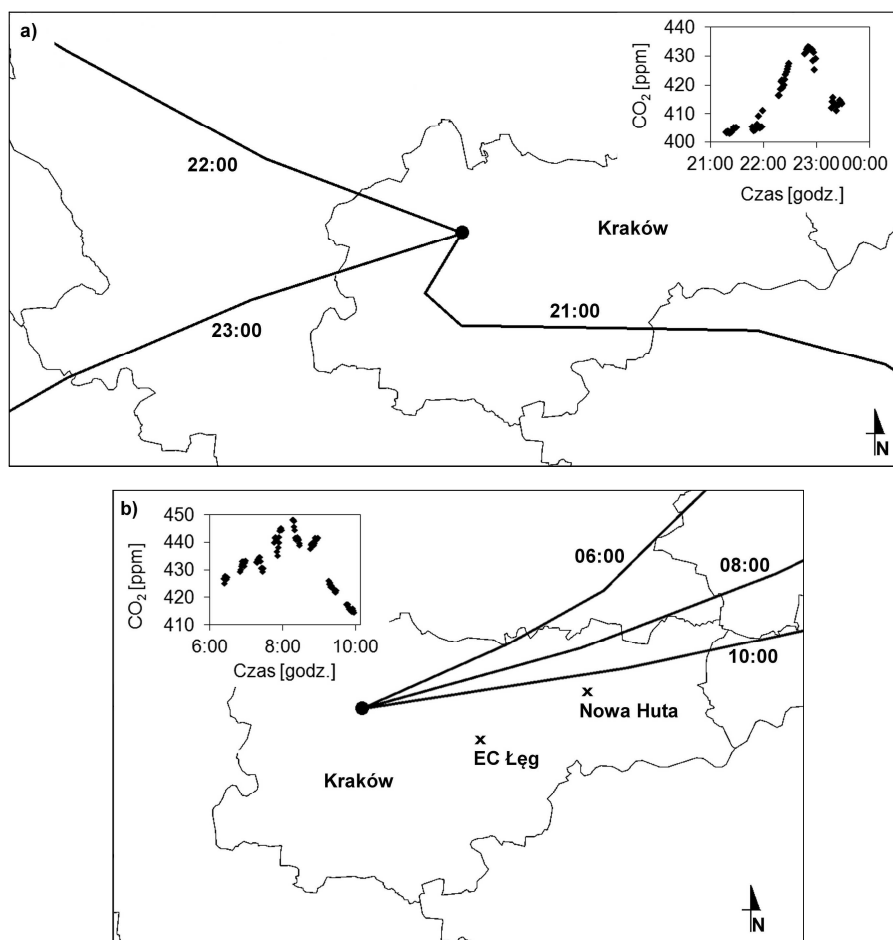 a)
440
430
420
410
400
CO₂ [ppm]
21:00 22:00 23:00 00:00
Czas [godz.]
22:00
Kraków
23:00
21:00
N
b)
450
440
430
420
410
CO₂ [ppm]
6:00 8:00 10:00
Czas [godz.]
06:00
08:00
10:00
Nowa Huta
EC Łęg
Kraków
N